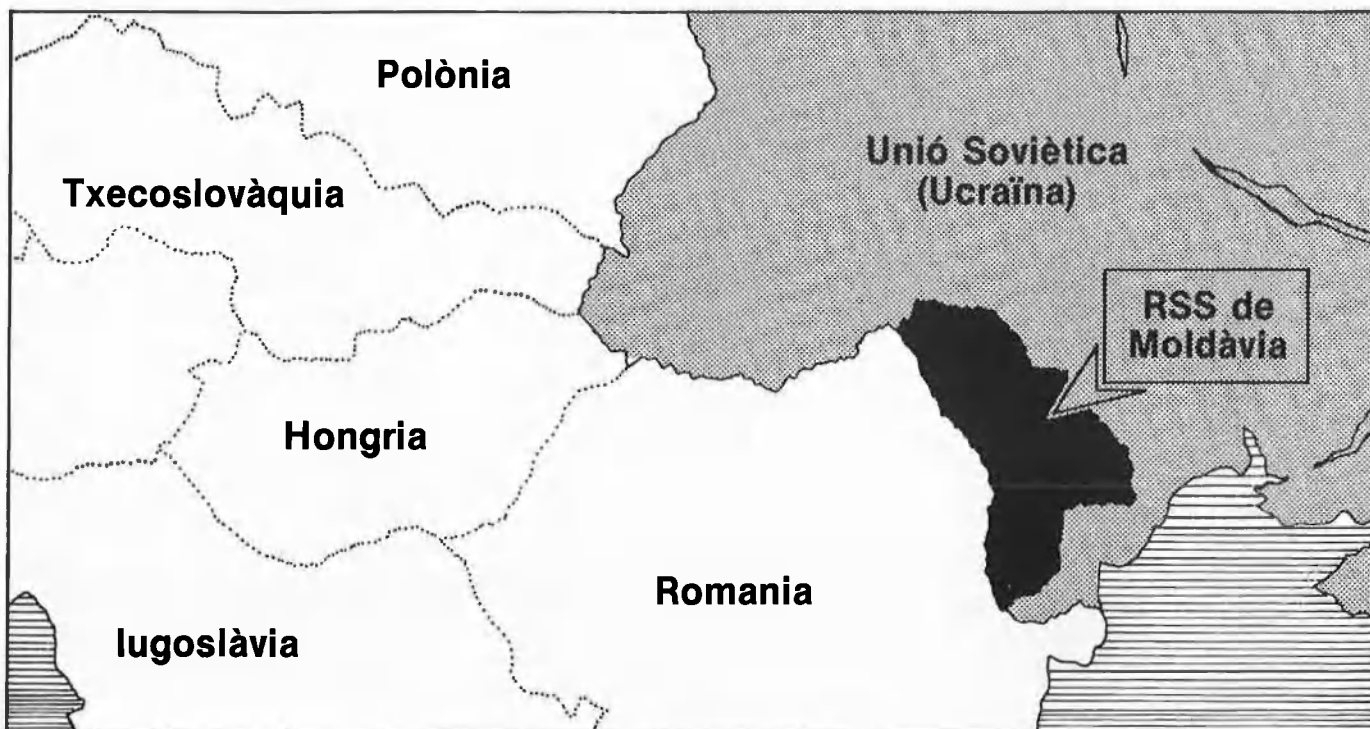 Polònia
Unió Soviètica
(Ucraïna)
Txecoslovàquia
RSS de
Moldàvia
Hongria
Romania
Iugoslàvia